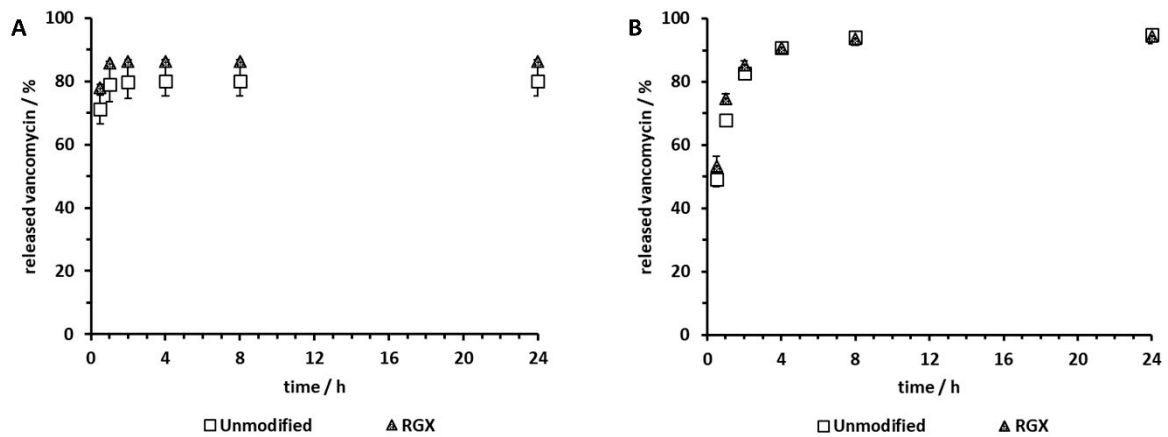 A
100
80
60
40
20
0
released vancomycin / %
0 4 8 12 16 20 24
time / h
Unmodified RGX
B
100
80
60
40
20
0
released vancomycin / %
0 4 8 12 16 20 24
time / h
Unmodified RGX